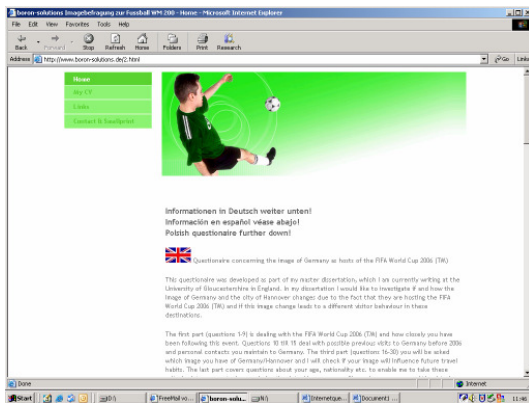 boron-solutions Imagebefragung zur Fussball WM 200 - Home - Microsoft Internet Explorer
File Edit View Favorites Tools Help
Back Forward Stop Refresh Home Folders Print Research
Address http://www.boron-solutions.de/2.html Go Links
Home
My CV
Links
Contact
Informationen in Deutsch weiter unten!
Información en español véase abajo!
Polsish questionaire further down!
Questionaire concerning the image of Germany as hosts of the FIFA World Cup 2006 (TM)
This questionaire was developed as part of my master dissertation, which I am currently writing at the
University of Gloucestershire in England. In my dissertation I would like to investigate if and how the
image of Germany and the city of Hannover changes due to the fact that they are hosting the FIFA
World Cup 2006 (TM) and if this image change leads to a different visitor behaviour in these
destinations.
The first part (questions 1-9) is dealing with the FIFA World Cup 2006 (TM) and how closely you have
been following this event. Questions 10 till 15 deal with possible previous visits to Germany before 2006
and personal contacts you maintain to Germany. The third part (questions 16-30) you will be asked
which image you have of Germany/Hannover and I will check if your image will influence future travel
habits. The last part covers questions about your age, nationality etc. to enable me to take these
Done Internet
Start FreeMail vo... boron-solu... Internetque... Document1 ... 11:40